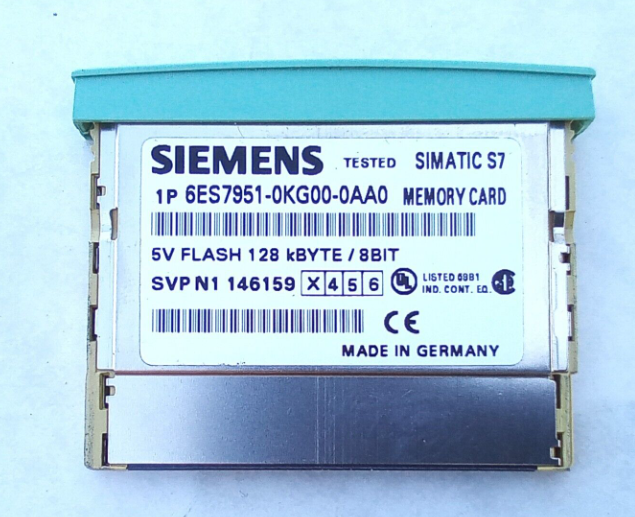 SIEMENS TESTED SIMATIC S7
1P 6ES7951-0KG00-0AA0 MEMORY CARD
5V FLASH 128 kBYTE / 8BIT
SVP N1 146159 X 4 5 6 UL LISTED 6981
IND. CONT. EQ.
CE
MADE IN GERMANY